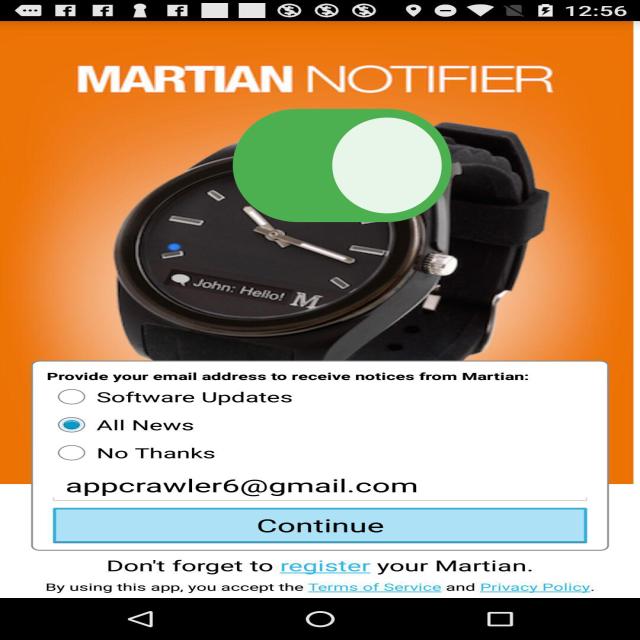 12:56
MARTIAN NOTIFIER
John: Hello!
M
Provide your email address to receive notices from Martian:
Software Updates
All News
No Thanks
appcrawler6@gmail.com
Continue
Don't forget to register your Martian.
By using this app, you accept the Terms of Service and Privacy Policy.